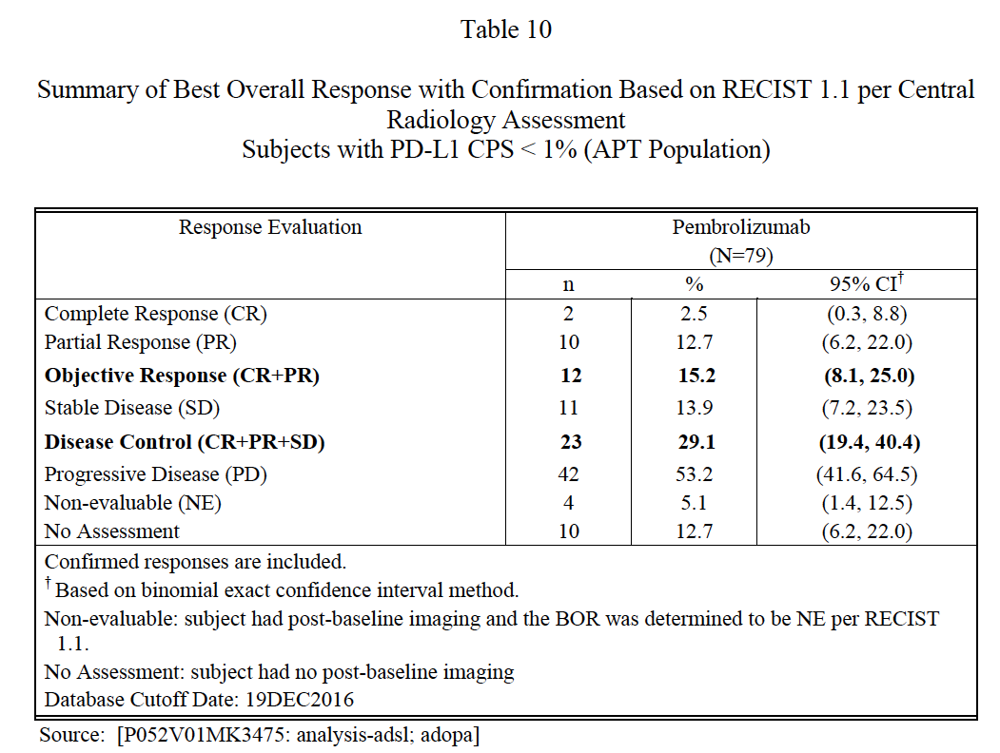 Table 10
Summary of Best Overall Response with Confirmation Based on RECIST 1.1 per Central
Radiology Assessment
Subjects with PD-L1 CPS < 1% (APT Population)
Response Evaluation Pembrolizumab
(N=79)
n % 95% CI†
Complete Response (CR) 2 2.5 (0.3, 8.8)
Partial Response (PR) 10 12.7 (6.2, 22.0)
Objective Response (CR+PR) 12 15.2 (8.1, 25.0)
Stable Disease (SD) 11 13.9 (7.2, 23.5)
Disease Control (CR+PR+SD) 23 29.1 (19.4, 40.4)
Progressive Disease (PD) 42 53.2 (41.6, 64.5)
Non-evaluable (NE) 4 5.1 (1.4, 12.5)
No Assessment 10 12.7 (6.2, 22.0)
Confirmed responses are included.
† Based on binomial exact confidence interval method.
Non-evaluable: subject had post-baseline imaging and the BOR was determined to be NE per RECIST
1.1.
No Assessment: subject had no post-baseline imaging
Database Cutoff Date: 19DEC2016
Source: [P052V01MK3475: analysis-adsl; adopa]